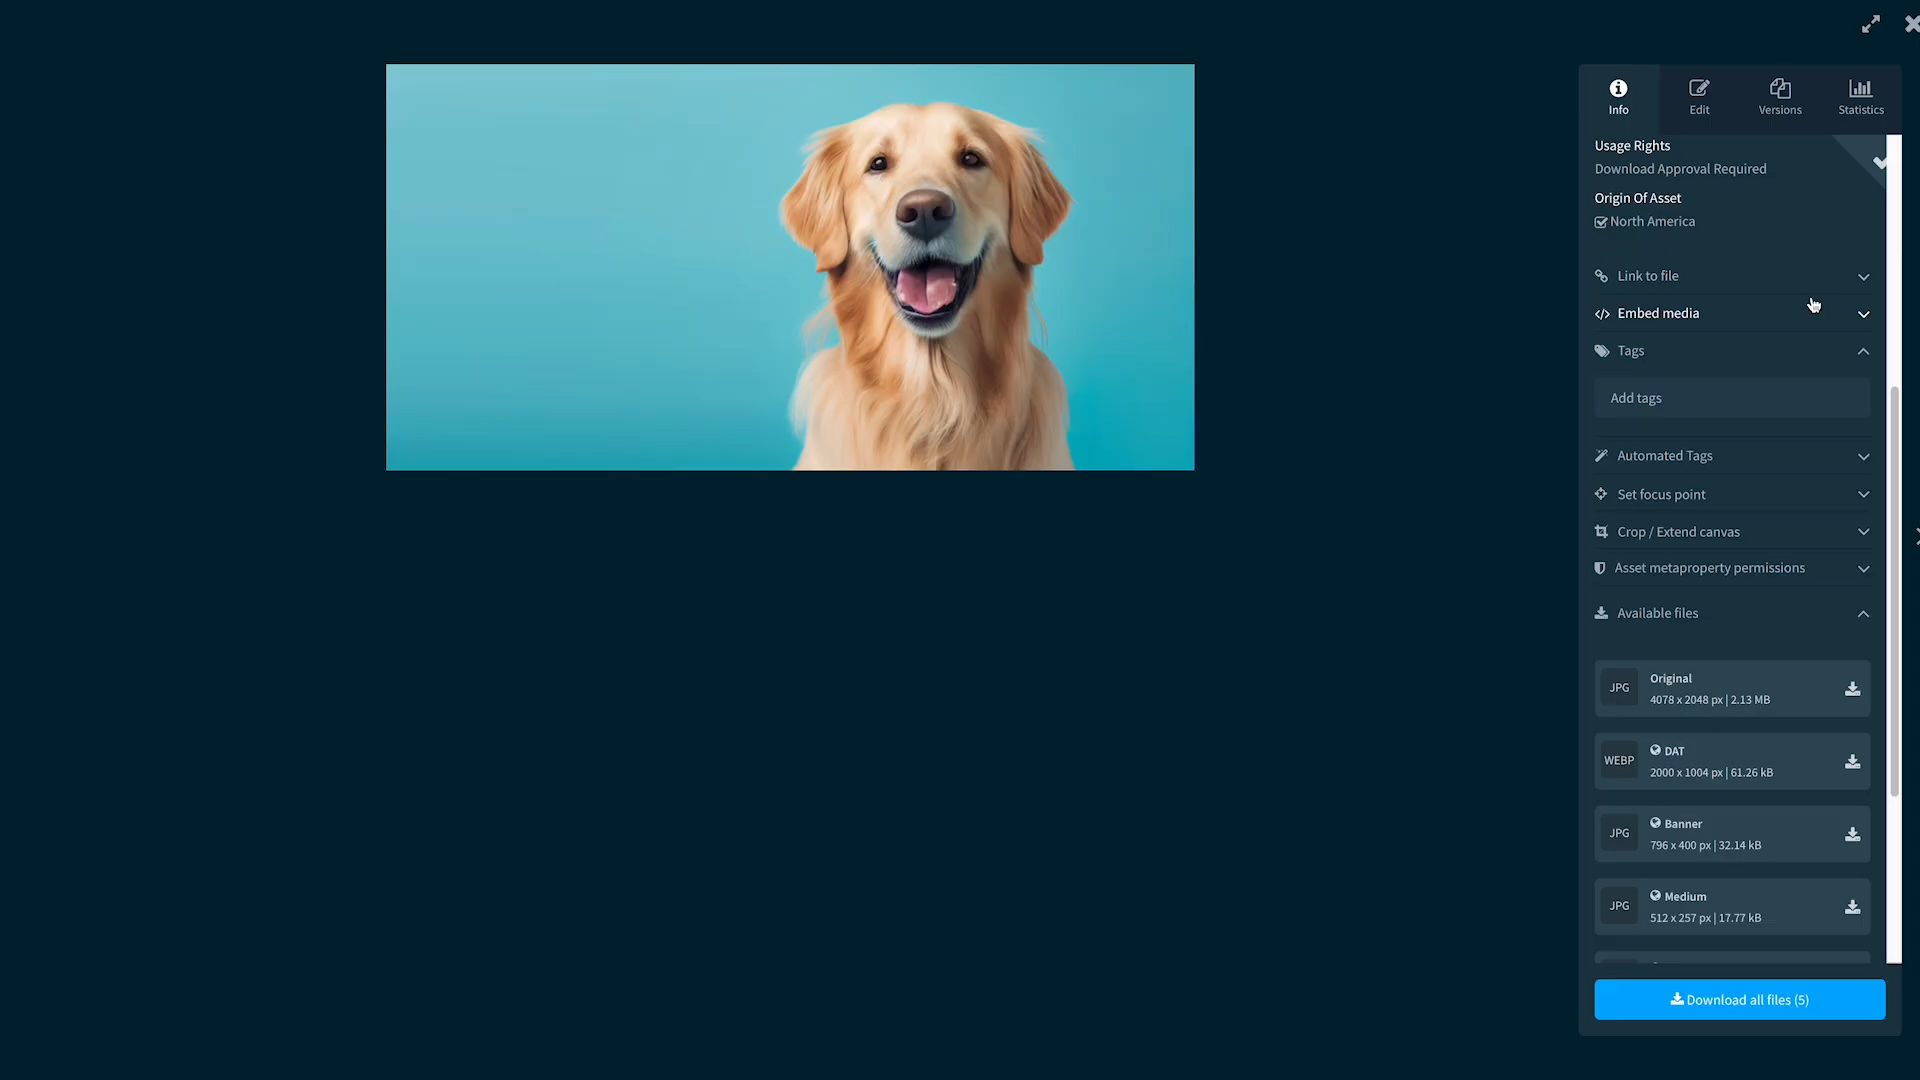 Info
Edit
Versions
Statistics
Usage Rights
Download Approval Required
Origin Of Asset
North America
Link to file
Embed media
Tags
Add tags
Automated Tags
Set focus point
Crop / Extend canvas
Asset metaproperty permissions
Available files
JPG
Original
4078 x 2048 px | 2.13 MB
WEBP
DAT
2000 x 1004 px | 61.26 kB
JPG
Banner
796 x 400 px | 32.14 kB
JPG
Medium
512 x 257 px | 17.77 kB
Download all files (5)